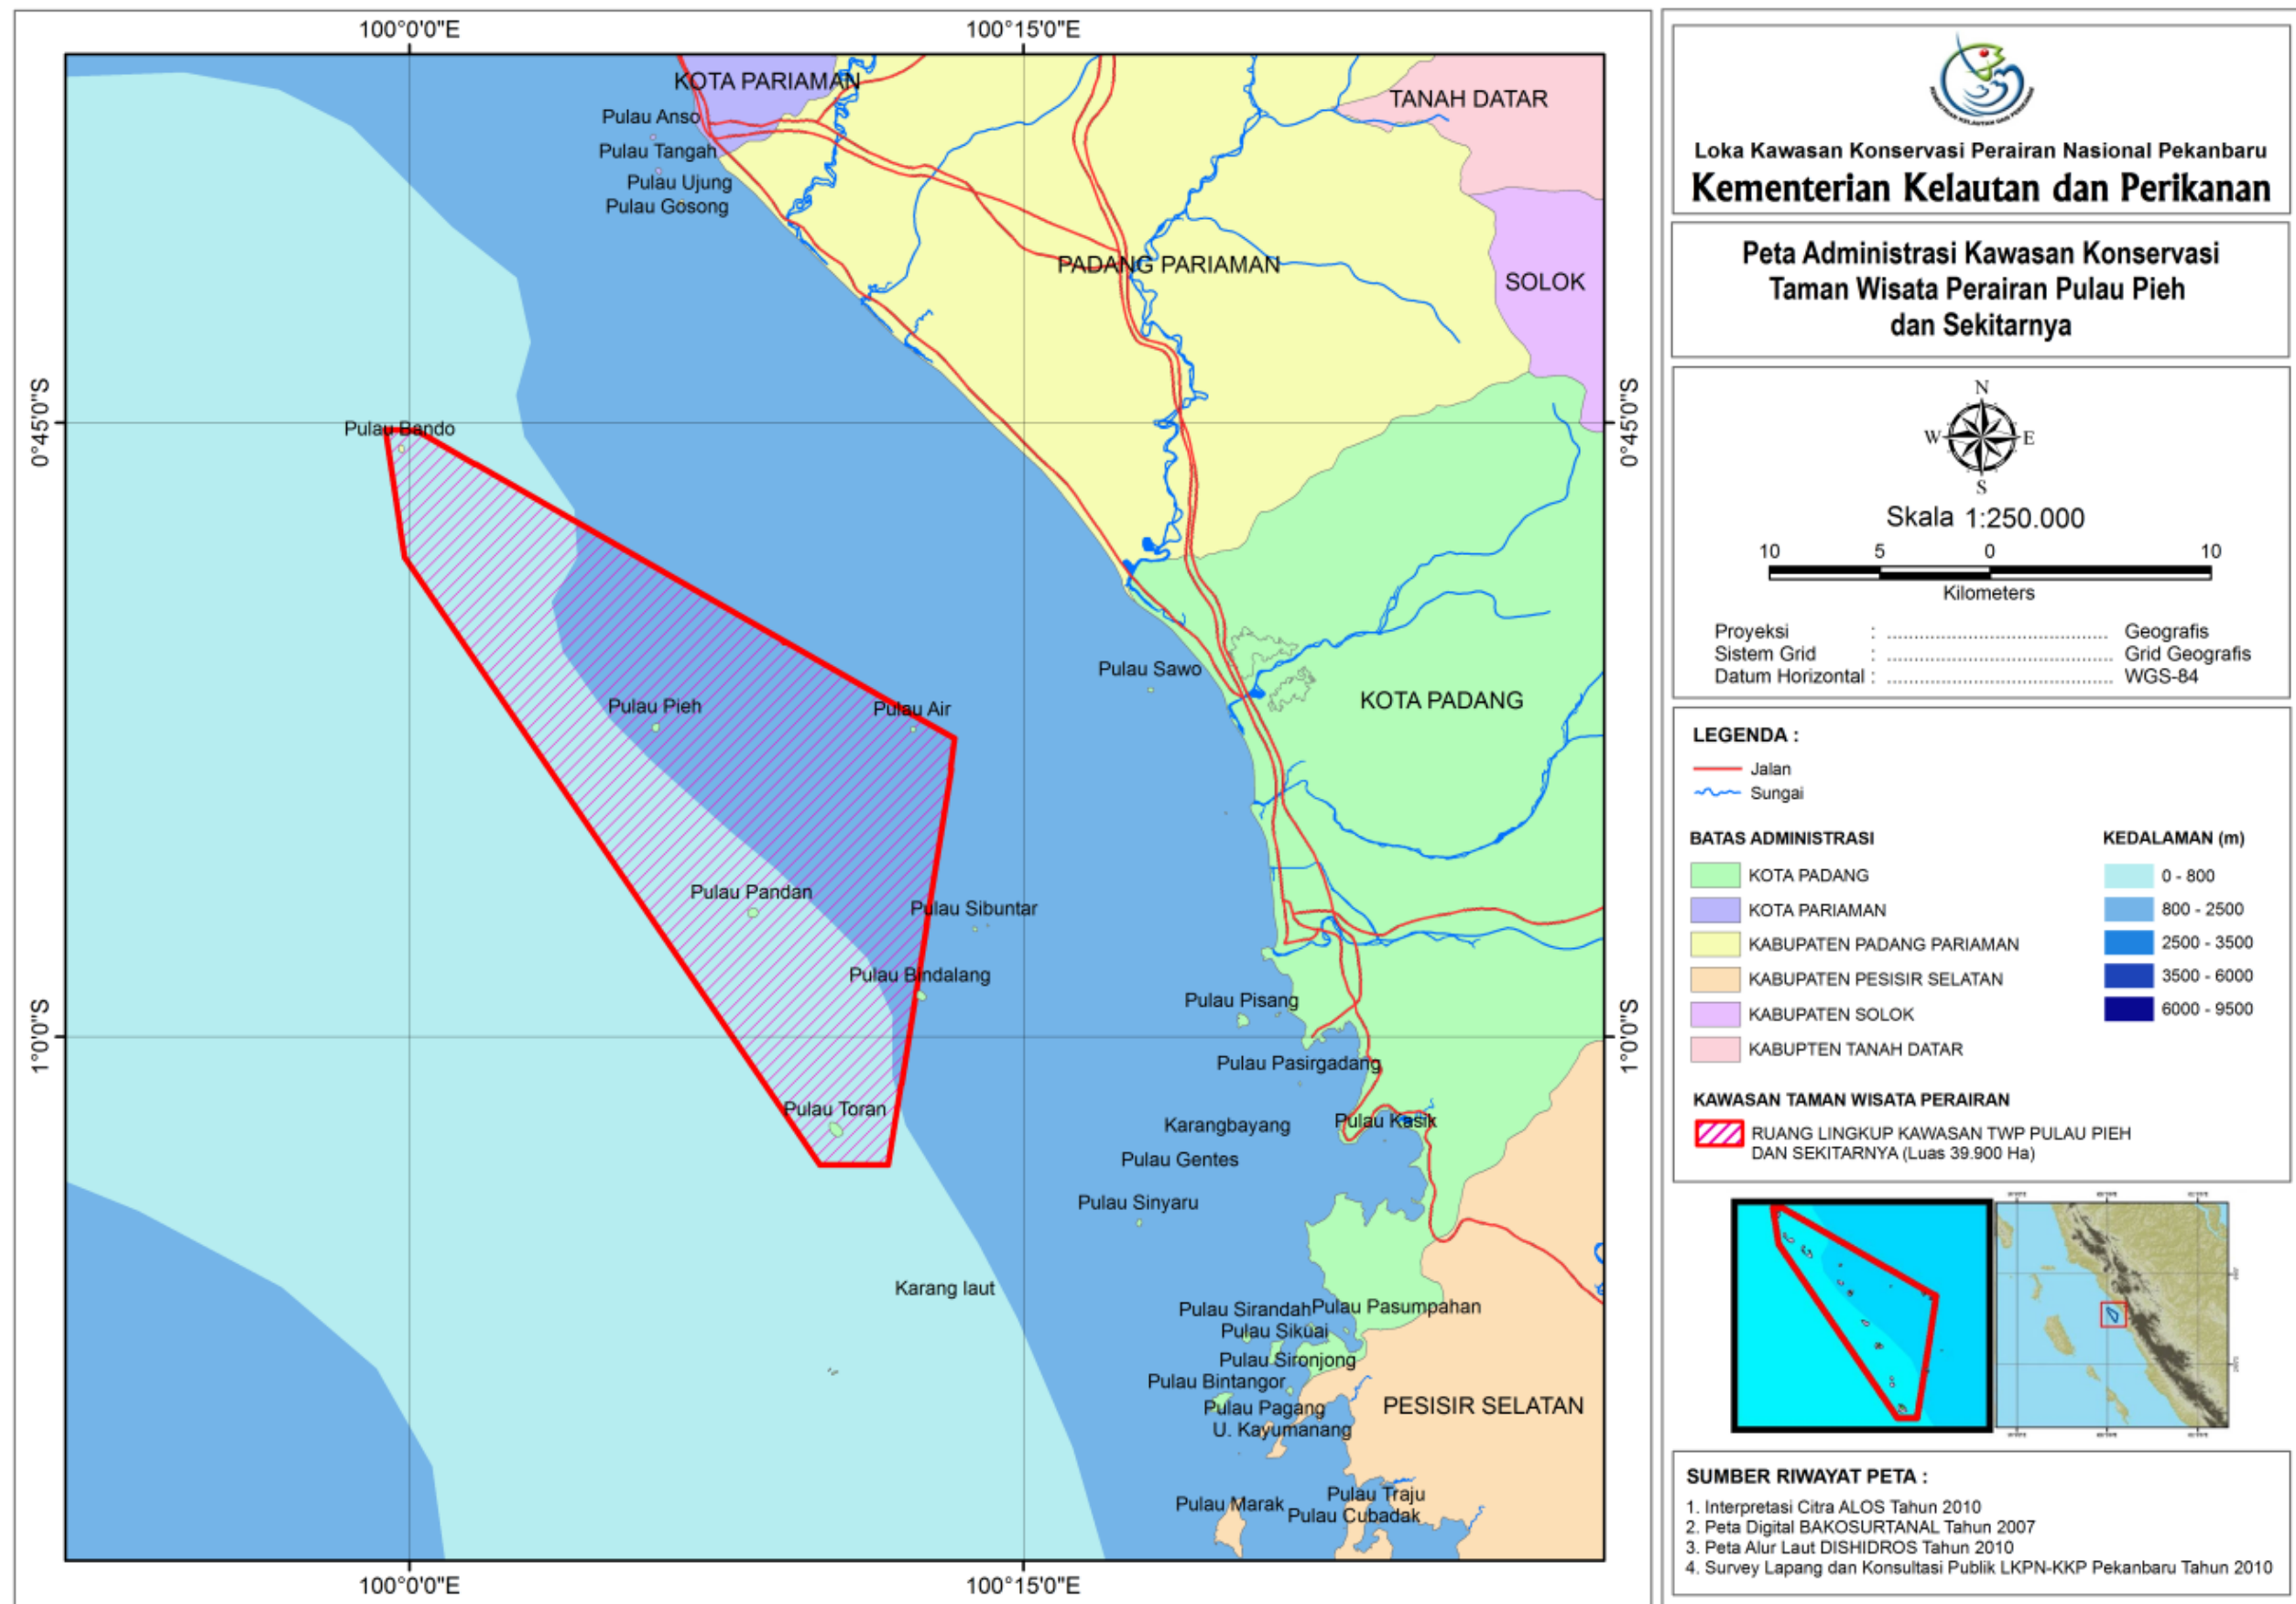 100°0'0"E
100°15'0"E
KOTA PARIAMAN
TANAH DATAR
Pulau Anso
Pulau Tangah
Pulau Ujung
Pulau Gosong
PADANG PARIAMAN
SOLOK
0°45'0"S
0°45'0"S
Pulau Bando
Pulau Sawo
KOTA PADANG
Pulau Pieh
Pulau Air
Pulau Pandan
Pulau Sibuntar
Pulau Bindalang
Pulau Pisang
1°0'0"S
1°0'0"S
Pulau Pasirgadang
Pulau Toran
Karangbayang
Pulau Kasik
Pulau Gentes
Pulau Sinyaru
Karang laut
Pulau Sirandah
Pulau Pasumpahan
Pulau Sikuai
Pulau Sironjong
Pulau Bintangor
Pulau Pagang
PESISIR SELATAN
U. Kayumanang
Pulau Marak
Pulau Traju
Pulau Cubadak
100°0'0"E
100°15'0"E
KEMENTERIAN KELAUTAN DAN PERIKANAN
Loka Kawasan Konservasi Perairan Nasional Pekanbaru
Kementerian Kelautan dan Perikanan
Peta Administrasi Kawasan Konservasi
Taman Wisata Perairan Pulau Pieh
dan Sekitarnya
N
W
E
S
Skala 1:250.000
10 5 0 10
Kilometers
Proyeksi : ........................................ Geografis
Sistem Grid : ........................................ Grid Geografis
Datum Horizontal : ........................................ WGS-84
LEGENDA :
Jalan
Sungai
BATAS ADMINISTRASI
KOTA PADANG
KOTA PARIAMAN
KABUPATEN PADANG PARIAMAN
KABUPATEN PESISIR SELATAN
KABUPATEN SOLOK
KABUPTEN TANAH DATAR
KEDALAMAN (m)
0 - 800
800 - 2500
2500 - 3500
3500 - 6000
6000 - 9500
KAWASAN TAMAN WISATA PERAIRAN
RUANG LINGKUP KAWASAN TWP PULAU PIEH
DAN SEKITARNYA (Luas 39.900 Ha)
SUMBER RIWAYAT PETA :
1. Interpretasi Citra ALOS Tahun 2010
2. Peta Digital BAKOSURTANAL Tahun 2007
3. Peta Alur Laut DISHIDROS Tahun 2010
4. Survey Lapang dan Konsultasi Publik LKPN-KKP Pekanbaru Tahun 2010